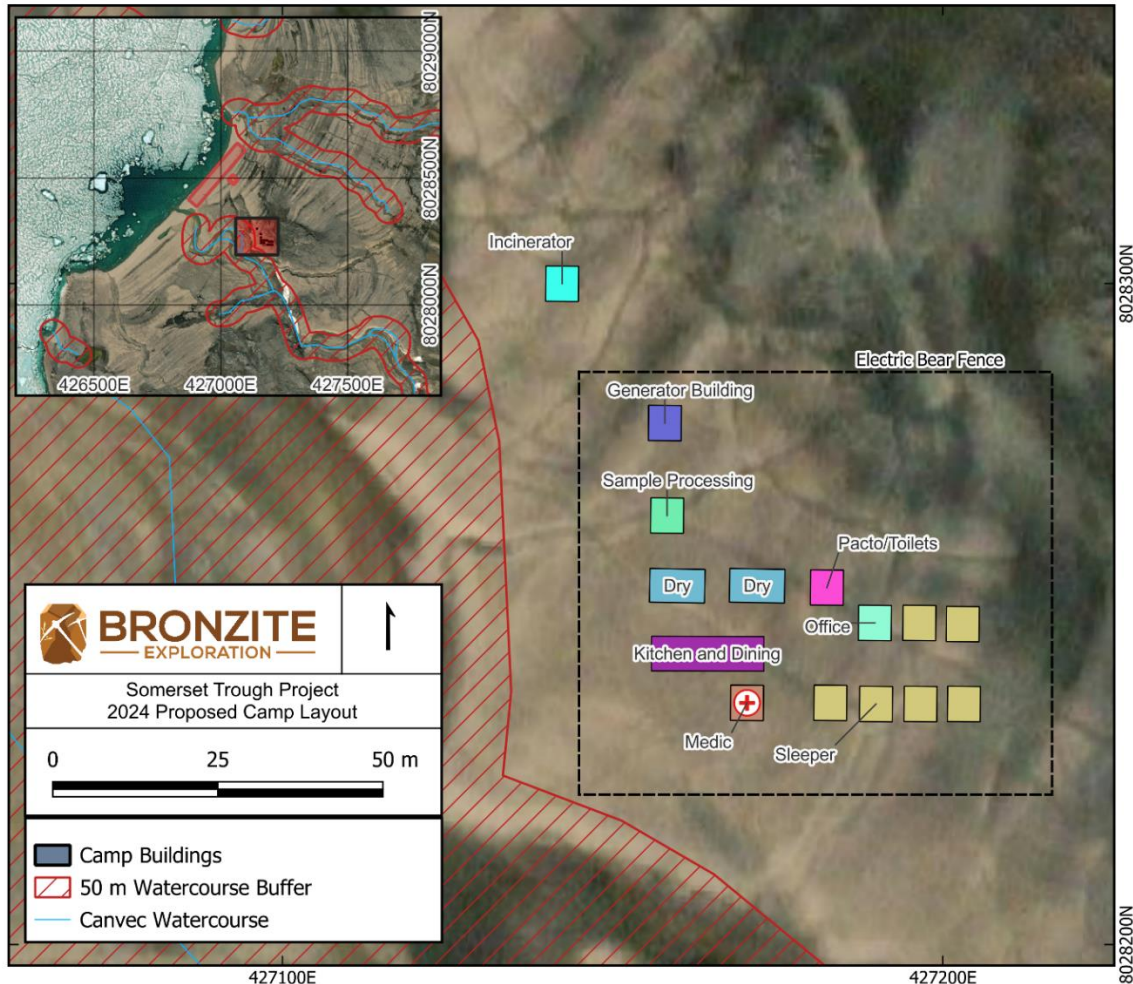 8029000N
8028500N
8028000N
426500E
427000E
427500E
Incinerator
8028300N
Electric Bear Fence
Generator Building
Sample Processing
Pacto/Toilets
Dry
Dry
Office
Kitchen and Dining
Medic
Sleeper
BRONZITE
EXPLORATION
Somerset Trough Project
2024 Proposed Camp Layout
0 25 50 m
Camp Buildings
50 m Watercourse Buffer
Canvec Watercourse
8028200N
427100E
427200E